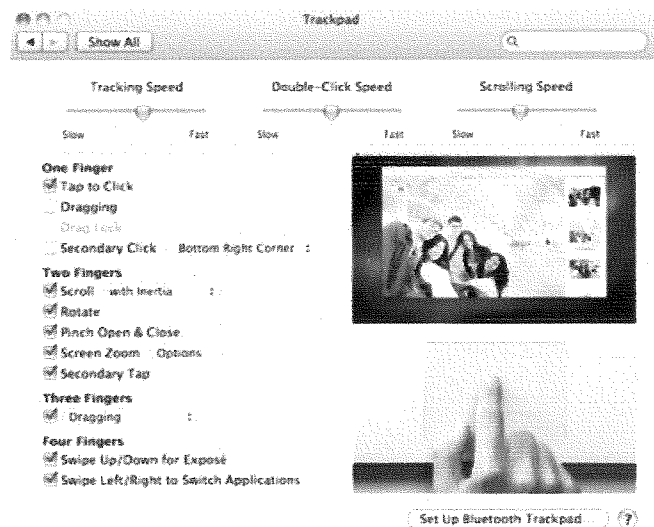 Trackpad
Show All
Tracking Speed Double-Click Speed Scrolling Speed
Slow Fast Slow Fast Slow Fast
One Finger
Tap to Click
Dragging
Drag Lock
Secondary Click Bottom Right Corner
Two Fingers
Scroll with Inertia
Rotate
Pinch Open & Close
Screen Zoom Options
Secondary Tap
Three Fingers
Dragging
Four Fingers
Swipe Up/Down for Exposé
Swipe Left/Right to Switch Applications
Set Up Bluetooth Trackpad... ?